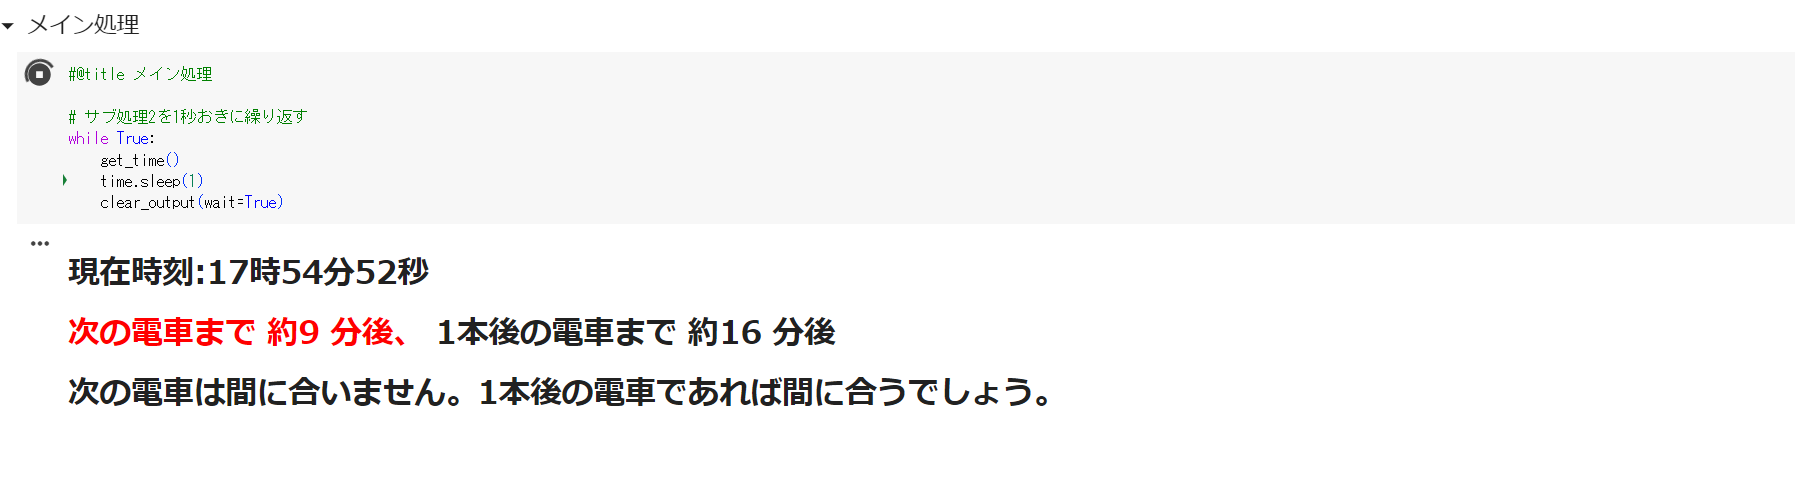 メイン処理
#@title メイン処理
# サブ処理2を1秒おきに繰り返す
while True:
    get_time()
    time.sleep(1)
    clear_output(wait=True)
現在時刻:17時54分52秒
次の電車まで 約9 分後、 1本後の電車まで 約16 分後
次の電車は間に合いません。1本後の電車であれば間に合うでしょう。